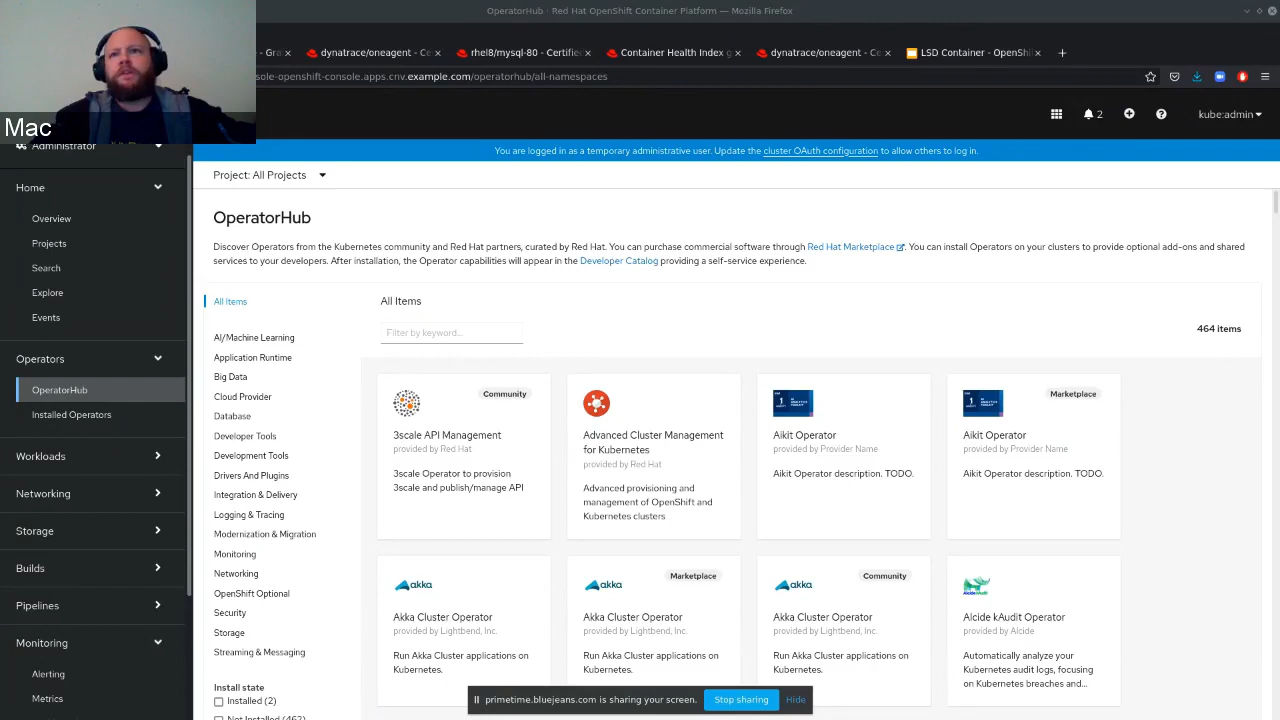 OperatorHub · Red Hat OpenShift Container Platform — Mozilla Firefox
- Gra
dynatrace/oneagent - Ce
rhel8/mysql-80 - Certifie
Container Health Index g
dynatrace/oneagent - Ce
LSD Container - OpenShi
sole-openshift-console.apps.cnv.example.com/operatorhub/all-namespaces
Mac
2
kube:admin
Administrator
You are logged in as a temporary administrative user. Update the cluster OAuth configuration to allow others to log in.
Project: All Projects
Home
Overview
Projects
Search
Explore
Events
Operators
OperatorHub
Installed Operators
Workloads
Networking
Storage
Builds
Pipelines
Monitoring
Alerting
Metrics
OperatorHub
Discover Operators from the Kubernetes community and Red Hat partners, curated by Red Hat. You can purchase commercial software through Red Hat Marketplace. You can install Operators on your clusters to provide optional add-ons and shared
services to your developers. After installation, the Operator capabilities will appear in the Developer Catalog providing a self-service experience.
All Items
AI/Machine Learning
Application Runtime
Big Data
Cloud Provider
Database
Developer Tools
Development Tools
Drivers And Plugins
Integration & Delivery
Logging & Tracing
Modernization & Migration
Monitoring
Networking
OpenShift Optional
Security
Storage
Streaming & Messaging
Install state
Installed (2)
Not Installed (462)
All Items
Filter by keyword...
464 items
Community
3scale API Management
provided by Red Hat
3scale Operator to provision
3scale and publish/manage API
Advanced Cluster Management
for Kubernetes
provided by Red Hat
Advanced provisioning and
management of OpenShift and
Kubernetes clusters
Aikit Operator
provided by Provider Name
Aikit Operator description. TODO.
Marketplace
Aikit Operator
provided by Provider Name
Aikit Operator description. TODO.
akka
Akka Cluster Operator
provided by Lightbend, Inc.
Run Akka Cluster applications on
Kubernetes.
akka
Marketplace
Akka Cluster Operator
provided by Lightbend, Inc.
Run Akka Cluster applications on
Kubernetes.
akka
Community
Akka Cluster Operator
provided by Lightbend, Inc.
Run Akka Cluster applications on
Kubernetes.
Alcide kAudit
Alcide kAudit Operator
provided by Alcide
Automatically analyze your
Kubernetes audit logs, focusing
on Kubernetes breaches and...
primetime.bluejeans.com is sharing your screen.
Stop sharing
Hide